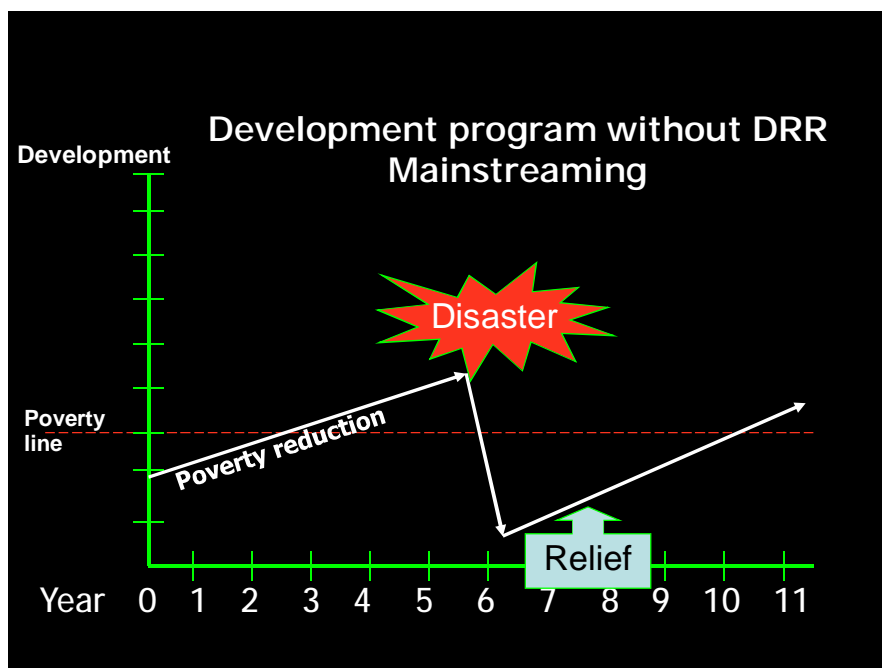 Development program without DRR
Mainstreaming
Development
Disaster
Poverty
line
Poverty reduction
Relief
Year 0 1 2 3 4 5 6 7 8 9 10 11